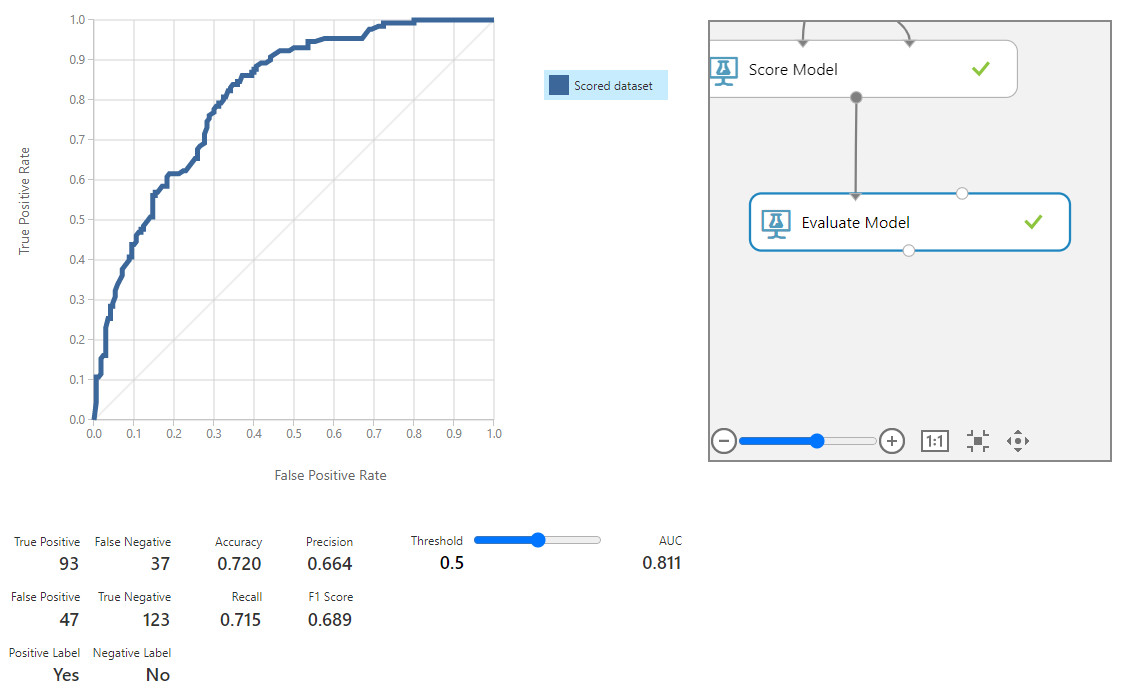 1.0
0.9
0.8
0.7
0.6
0.5
0.4
0.3
0.2
0.1
0.0
True Positive Rate
0.0 0.1 0.2 0.3 0.4 0.5 0.6 0.7 0.8 0.9 1.0
False Positive Rate
Scored dataset
Score Model
Evaluate Model
1:1
True Positive False Negative Accuracy Precision Threshold AUC
93 37 0.720 0.664 0.5 0.811
False Positive True Negative Recall F1 Score
47 123 0.715 0.689
Positive Label Negative Label
Yes No